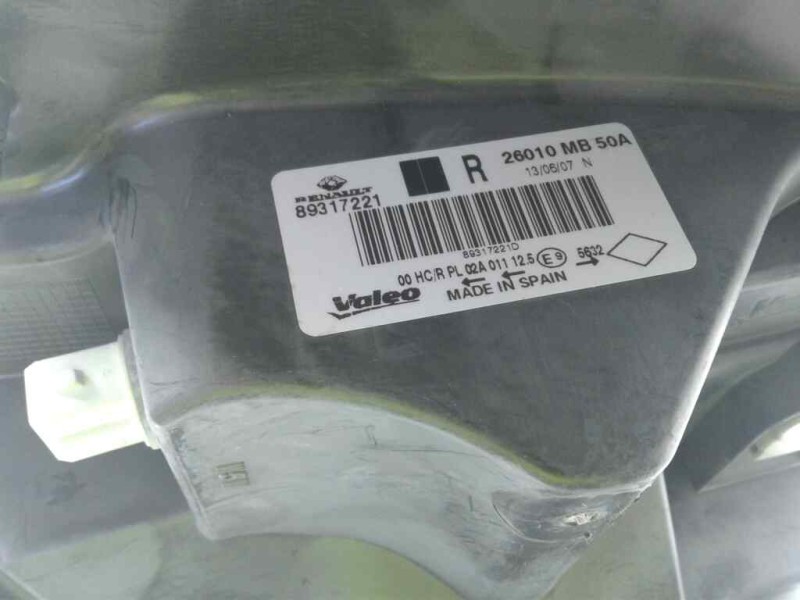 RENAULT
R 26010 MB 50A
13/06/07 N
89317221
89317221D
00 HC/R PL 02A 011 12.5 E9 5632
Valeo MADE IN SPAIN